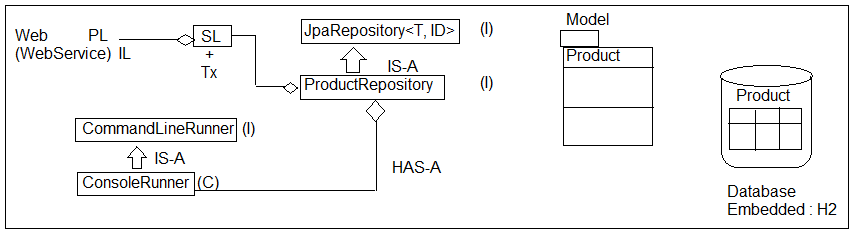 Web PL
(WebService) IL
SL
+
Tx
JpaRepository<T, ID> (I)
IS-A
ProductRepository (I)
CommandLineRunner (I)
IS-A
ConsoleRunner (C)
HAS-A
Model
Product
Product
Database
Embedded : H2